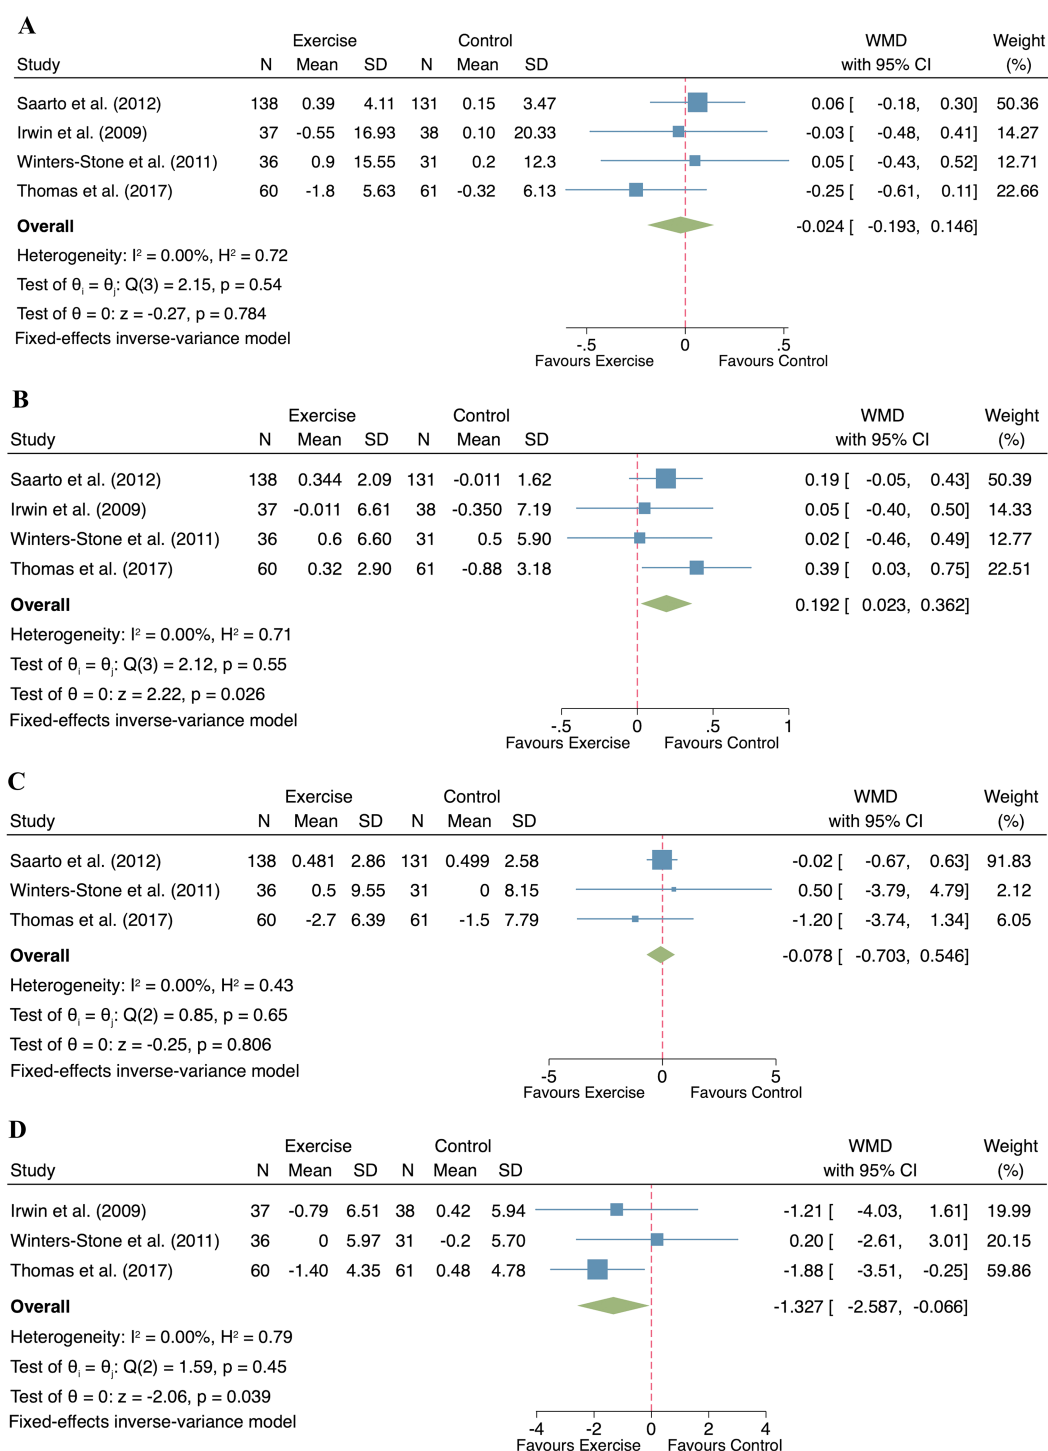 A
Exercise Control WMD Weight
Study N Mean SD N Mean SD with 95% CI (%)
Saarto et al. (2012) 138 0.39 4.11 131 0.15 3.47 0.06 [ -0.18, 0.30] 50.36
Irwin et al. (2009) 37 -0.55 16.93 38 0.10 20.33 -0.03 [ -0.48, 0.41] 14.27
Winters-Stone et al. (2011) 36 0.9 15.55 31 0.2 12.3 0.05 [ -0.43, 0.52] 12.71
Thomas et al. (2017) 60 -1.8 5.63 61 -0.32 6.13 -0.25 [ -0.61, 0.11] 22.66
Overall -0.024 [ -0.193, 0.146]
Heterogeneity: I² = 0.00%, H² = 0.72
Test of θi = θj: Q(3) = 2.15, p = 0.54
Test of θ = 0: z = -0.27, p = 0.784
Fixed-effects inverse-variance model
-.5 0 .5
Favours Exercise Favours Control
B
Exercise Control WMD Weight
Study N Mean SD N Mean SD with 95% CI (%)
Saarto et al. (2012) 138 0.344 2.09 131 -0.011 1.62 0.19 [ -0.05, 0.43] 50.39
Irwin et al. (2009) 37 -0.011 6.61 38 -0.350 7.19 0.05 [ -0.40, 0.50] 14.33
Winters-Stone et al. (2011) 36 0.6 6.60 31 0.5 5.90 0.02 [ -0.46, 0.49] 12.77
Thomas et al. (2017) 60 0.32 2.90 61 -0.88 3.18 0.39 [ 0.03, 0.75] 22.51
Overall 0.192 [ 0.023, 0.362]
Heterogeneity: I² = 0.00%, H² = 0.71
Test of θi = θj: Q(3) = 2.12, p = 0.55
Test of θ = 0: z = 2.22, p = 0.026
Fixed-effects inverse-variance model
-.5 0 .5 1
Favours Exercise Favours Control
C
Exercise Control WMD Weight
Study N Mean SD N Mean SD with 95% CI (%)
Saarto et al. (2012) 138 0.481 2.86 131 0.499 2.58 -0.02 [ -0.67, 0.63] 91.83
Winters-Stone et al. (2011) 36 0.5 9.55 31 0 8.15 0.50 [ -3.79, 4.79] 2.12
Thomas et al. (2017) 60 -2.7 6.39 61 -1.5 7.79 -1.20 [ -3.74, 1.34] 6.05
Overall -0.078 [ -0.703, 0.546]
Heterogeneity: I² = 0.00%, H² = 0.43
Test of θi = θj: Q(2) = 0.85, p = 0.65
Test of θ = 0: z = -0.25, p = 0.806
Fixed-effects inverse-variance model
-5 0 5
Favours Exercise Favours Control
D
Exercise Control WMD Weight
Study N Mean SD N Mean SD with 95% CI (%)
Irwin et al. (2009) 37 -0.79 6.51 38 0.42 5.94 -1.21 [ -4.03, 1.61] 19.99
Winters-Stone et al. (2011) 36 0 5.97 31 -0.2 5.70 0.20 [ -2.61, 3.01] 20.15
Thomas et al. (2017) 60 -1.40 4.35 61 0.48 4.78 -1.88 [ -3.51, -0.25] 59.86
Overall -1.327 [ -2.587, -0.066]
Heterogeneity: I² = 0.00%, H² = 0.79
Test of θi = θj: Q(2) = 1.59, p = 0.45
Test of θ = 0: z = -2.06, p = 0.039
Fixed-effects inverse-variance model
-4 -2 0 2 4
Favours Exercise Favours Control